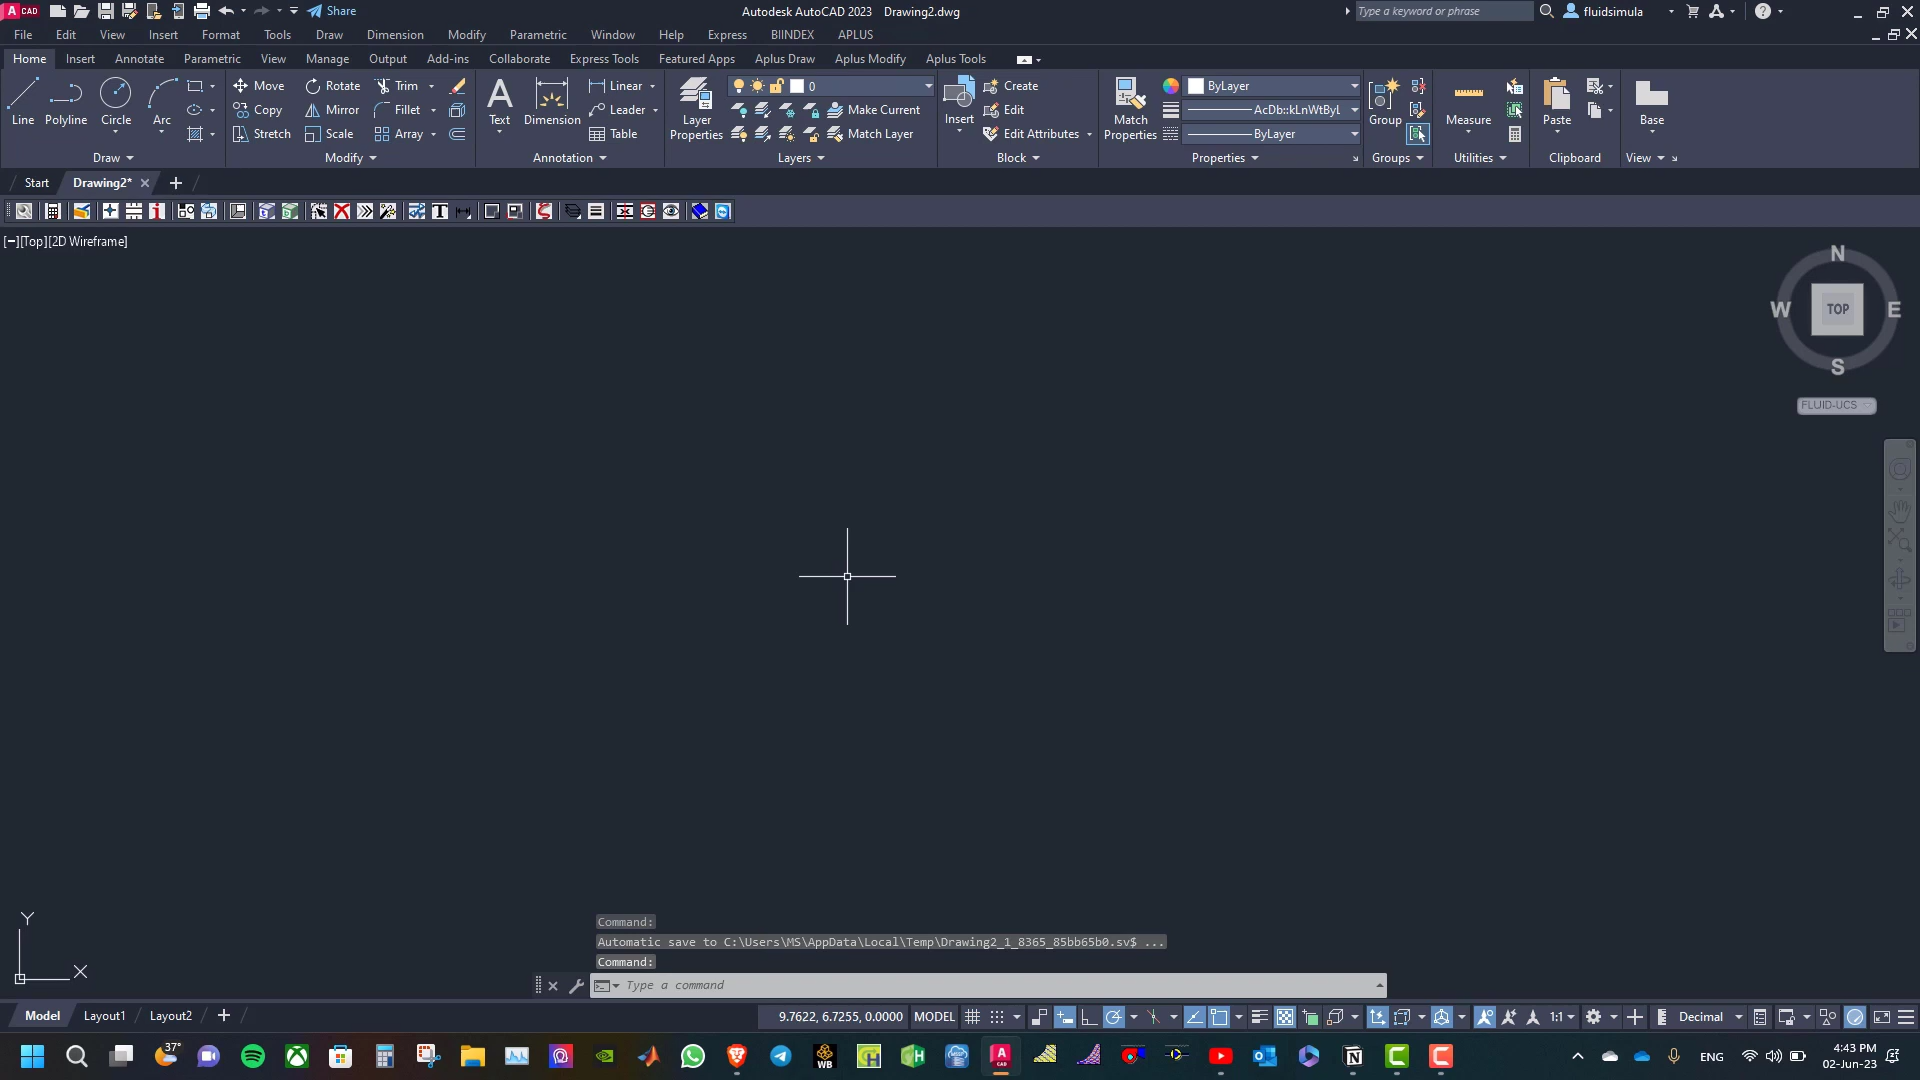 CAD Share Autodesk AutoCAD 2023 Drawing2.dwg Type a keyword or phrase fluidsimula
File Edit View Insert Format Tools Draw Dimension Modify Parametric Window Help Express BIINDEX APLUS
Home Insert Annotate Parametric View Manage Output Add-ins Collaborate Express Tools Featured Apps Aplus Draw Aplus Modify Aplus Tools
Line Polyline Circle Arc
Move Rotate Trim
Copy Mirror Fillet
Stretch Scale Array
Text Dimension
Linear
Leader
Table
Layer Properties
0
Make Current
Match Layer
Insert
Create
Edit
Edit Attributes
Match Properties
ByLayer
AcDb::kLnWtByL
ByLayer
Group
Measure
Paste
Base
Draw Modify Annotation Layers Block Properties Groups Utilities Clipboard View
Start Drawing2*
[−][Top][2D Wireframe]
N
W TOP E
S
FLUID-UCS
Y
X
Command:
Automatic save to C:\Users\MS\AppData\Local\Temp\Drawing2_1_8365_85bb65b0.sv$ ...
Command:
Type a command
Model Layout1 Layout2 9.7622, 6.7255, 0.0000 MODEL 1:1 Decimal
37° WB CAD ENG 4:43 PM
02-Jun-23